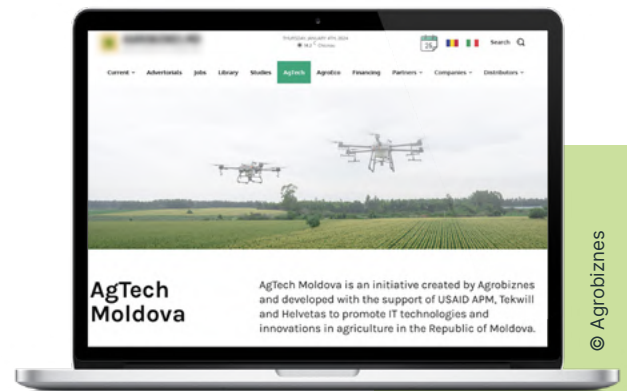 Search
Current Advertorials Jobs Library Studies AgTech Agrotco Financing Partners Companies Distributors
AgTech
Moldova
AgTech Moldova is an initiative created by Agrobiznes
and developed with the support of USAID APM, Tekwill
and Helvetas to promote IT technologies and
innovations in agriculture in the Republic of Moldova.
© Agrobiznes